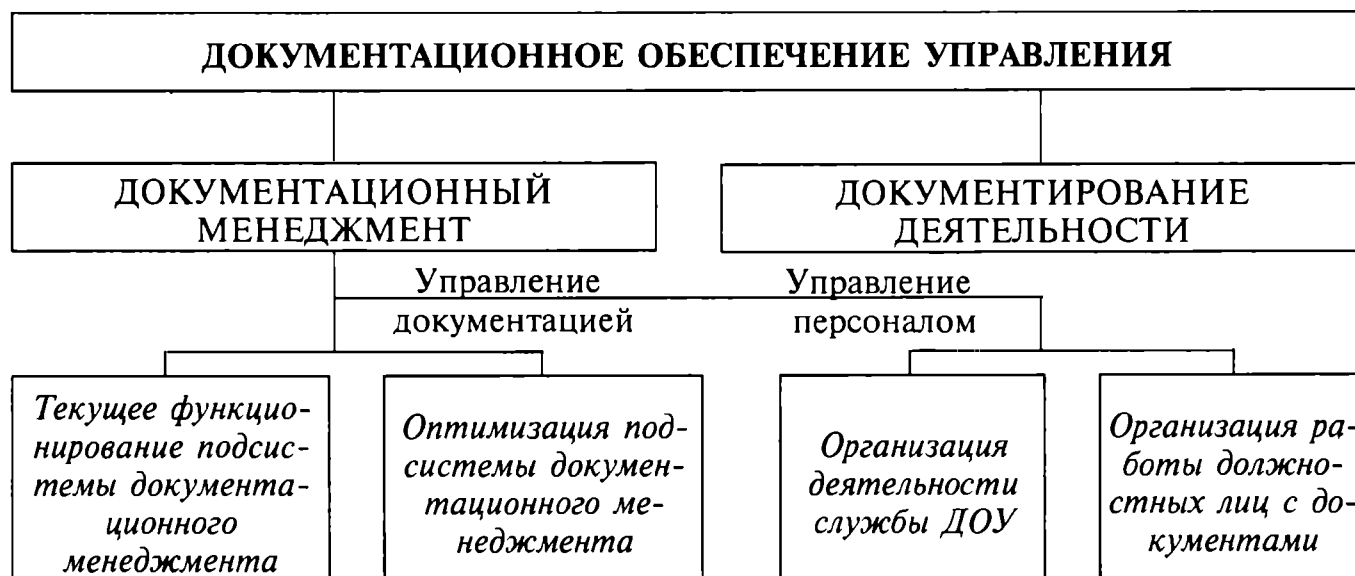 ДОКУМЕНТАЦИОННОЕ ОБЕСПЕЧЕНИЕ УПРАВЛЕНИЯ
ДОКУМЕНТАЦИОННЫЙ
МЕНЕДЖМЕНТ
ДОКУМЕНТИРОВАНИЕ
ДЕЯТЕЛЬНОСТИ
Управление
документацией
Управление
персоналом
Текущее функцио-
нирование подсис-
темы документа-
ционного
менеджмента
Оптимизация под-
системы докумен-
тационного ме-
неджмента
Организация
деятельности
службы ДОУ
Организация ра-
боты должно-
стных лиц с до-
кументами